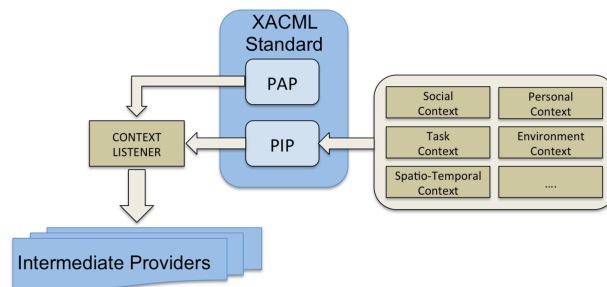 XACML
Standard
PAP
PIP
CONTEXT
LISTENER
Social
Context
Personal
Context
Task
Context
Environment
Context
Spatio-Temporal
Context
....
Intermediate Providers